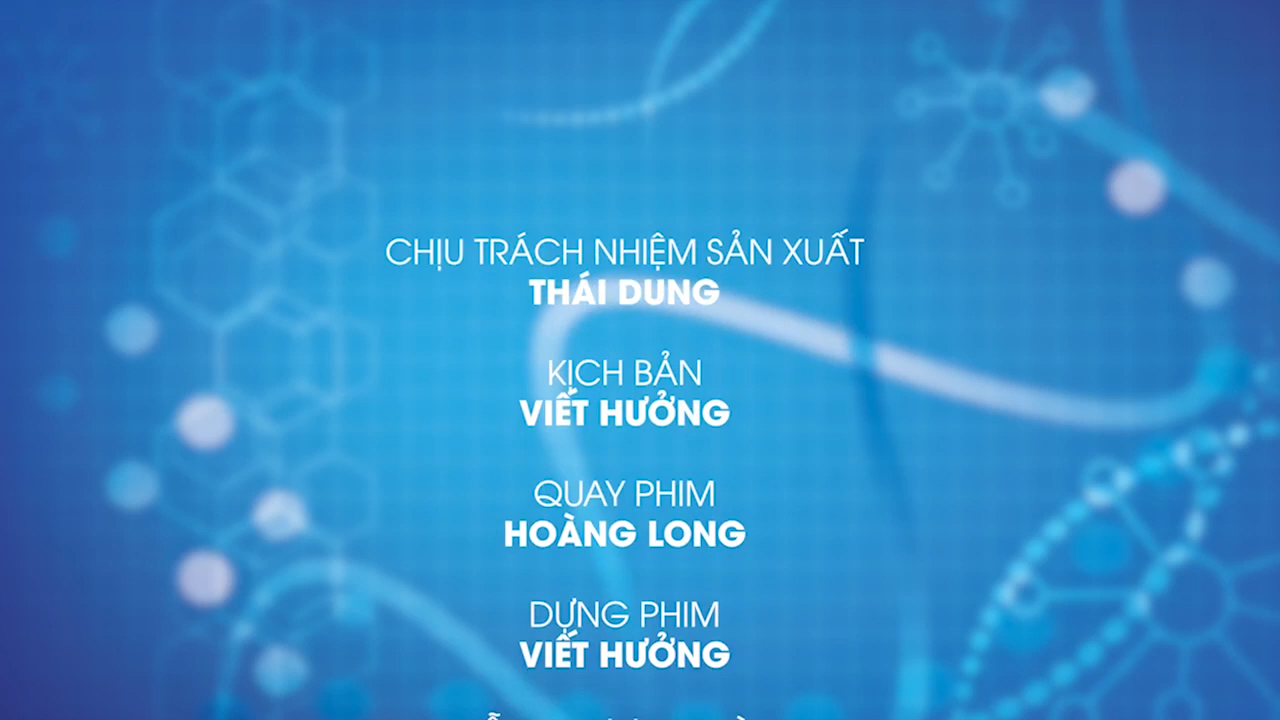 CHỊU TRÁCH NHIỆM SẢN XUẤT
THÁI DUNG
KỊCH BẢN
VIẾT HƯỞNG
QUAY PHIM
HOÀNG LONG
DỰNG PHIM
VIẾT HƯỞNG